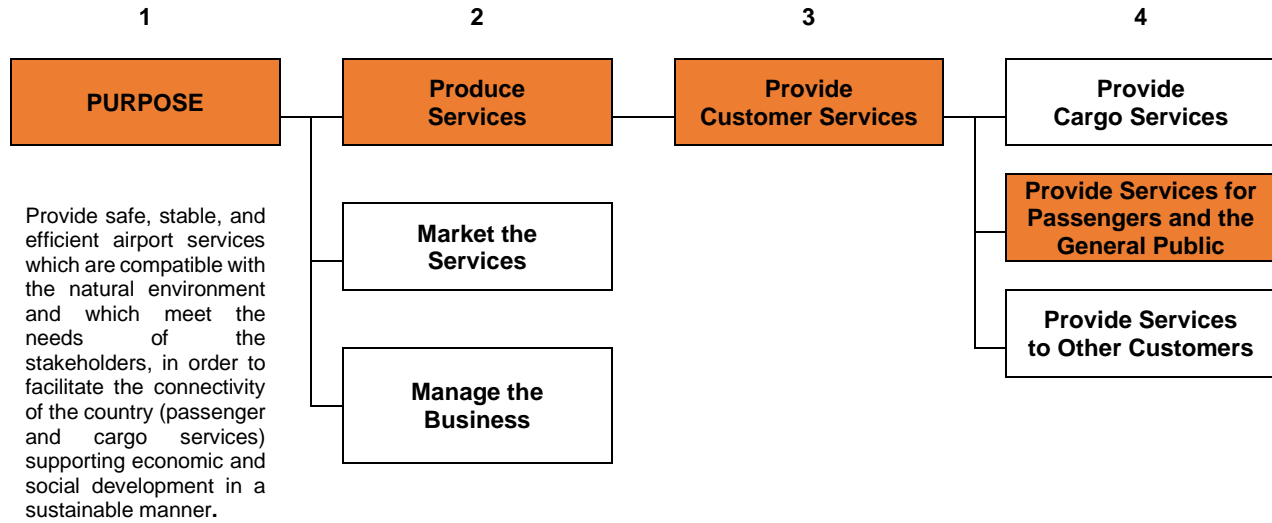 1
2
3
4
PURPOSE
Produce
Services
Provide
Customer Services
Provide
Cargo Services
Provide Services for
Passengers and the
General Public
Provide Services
to Other Customers
Market the
Services
Manage the
Business
Provide safe, stable, and
efficient airport services
which are compatible with
the natural environment
and which meet the
needs of the
stakeholders, in order to
facilitate the connectivity
of the country (passenger
and cargo services)
supporting economic and
social development in a
sustainable manner.